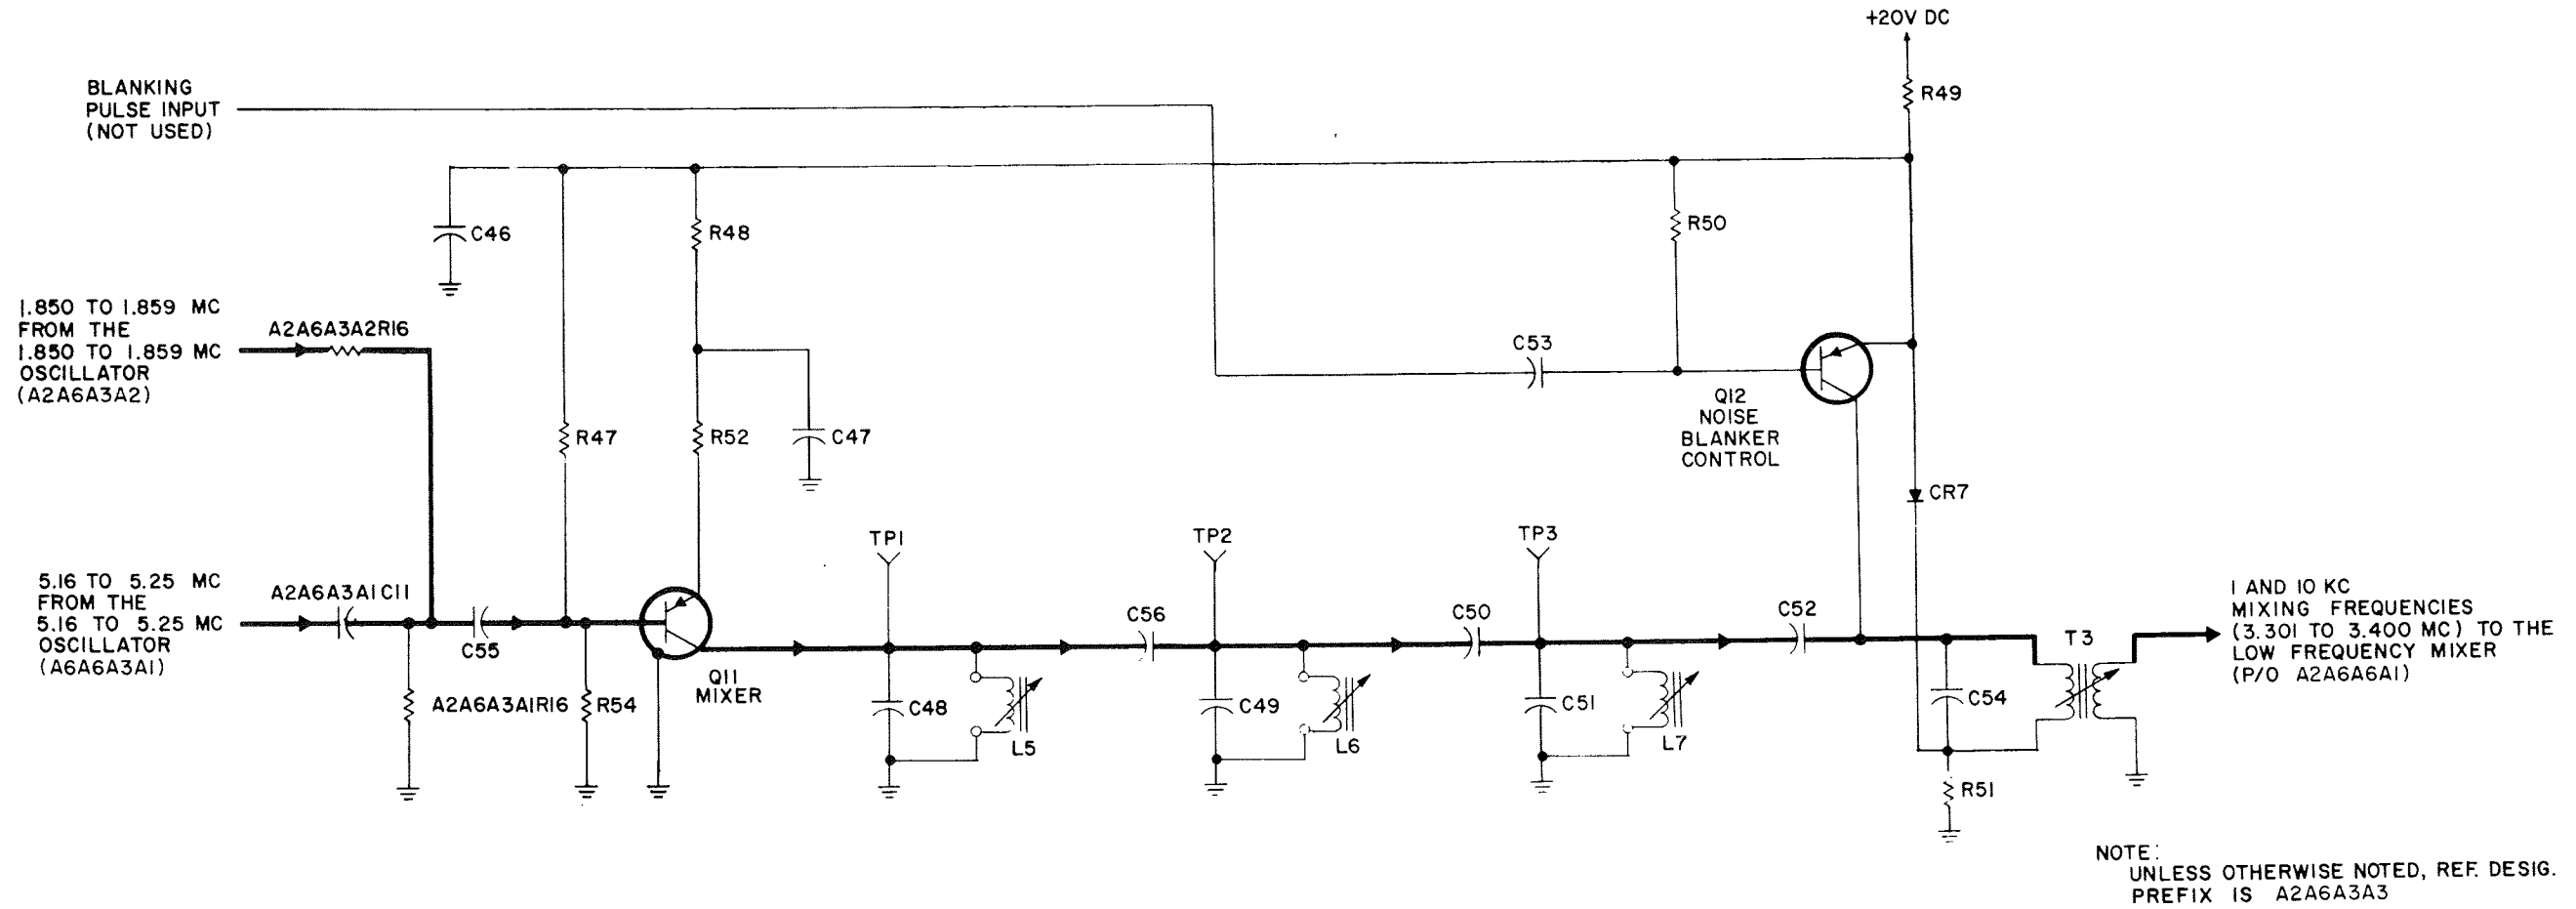 +20V DC
R49
BLANKING
PULSE INPUT
(NOT USED)
C46
R48
R50
1.850 TO 1.859 MC
FROM THE
1.850 TO 1.859 MC
OSCILLATOR
(A2A6A3A2)
A2A6A3A2R16
R47
R52
C47
C53
Q12
NOISE
BLANKER
CONTROL
CR7
TP1
TP2
TP3
5.16 TO 5.25 MC
FROM THE
5.16 TO 5.25 MC
OSCILLATOR
(A6A6A3A1)
A2A6A3A1C11
C55
A2A6A3A1R16
R54
Q11
MIXER
C48
L5
C56
C49
L6
C50
C51
L7
C52
C54
R51
T3
1 AND 10 KC
MIXING FREQUENCIES
(3.301 TO 3.400 MC) TO THE
LOW FREQUENCY MIXER
(P/O A2A6A6A1)
NOTE:
UNLESS OTHERWISE NOTED, REF. DESIG.
PREFIX IS A2A6A3A3